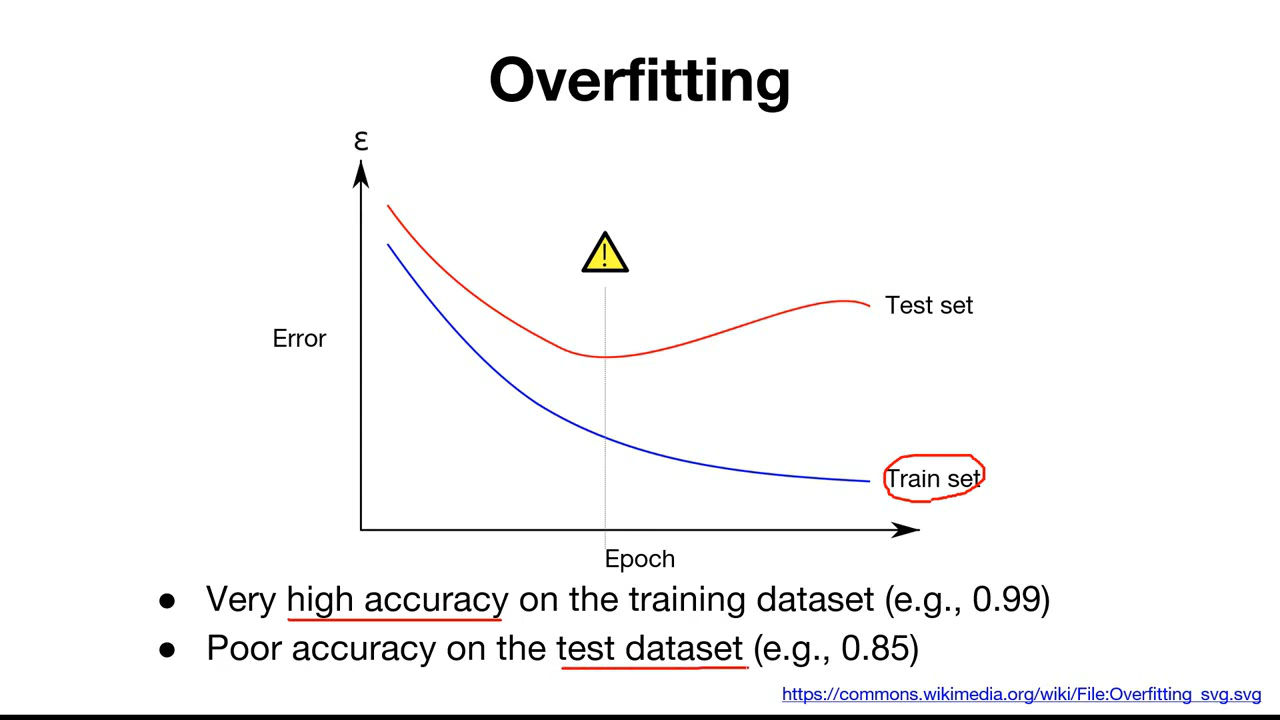 Overfitting
ε
!
Test set
Error
Train set
Epoch
● Very high accuracy on the training dataset (e.g., 0.99)
● Poor accuracy on the test dataset (e.g., 0.85)
https://commons.wikimedia.org/wiki/File:Overfitting_svg.svg